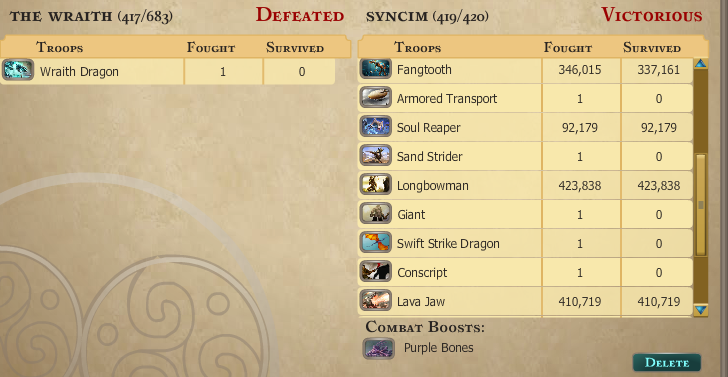 THE WRAITH (417/683) DEFEATED
TROOPS FOUGHT SURVIVED
Wraith Dragon 1 0
SYNCIM (419/420) VICTORIOUS
TROOPS FOUGHT SURVIVED
Fangtooth 346,015 337,161
Armored Transport 1 0
Soul Reaper 92,179 92,179
Sand Strider 1 0
Longbowman 423,838 423,838
Giant 1 0
Swift Strike Dragon 1 0
Conscript 1 0
Lava Jaw 410,719 410,719
COMBAT BOOSTS:
Purple Bones
DELETE